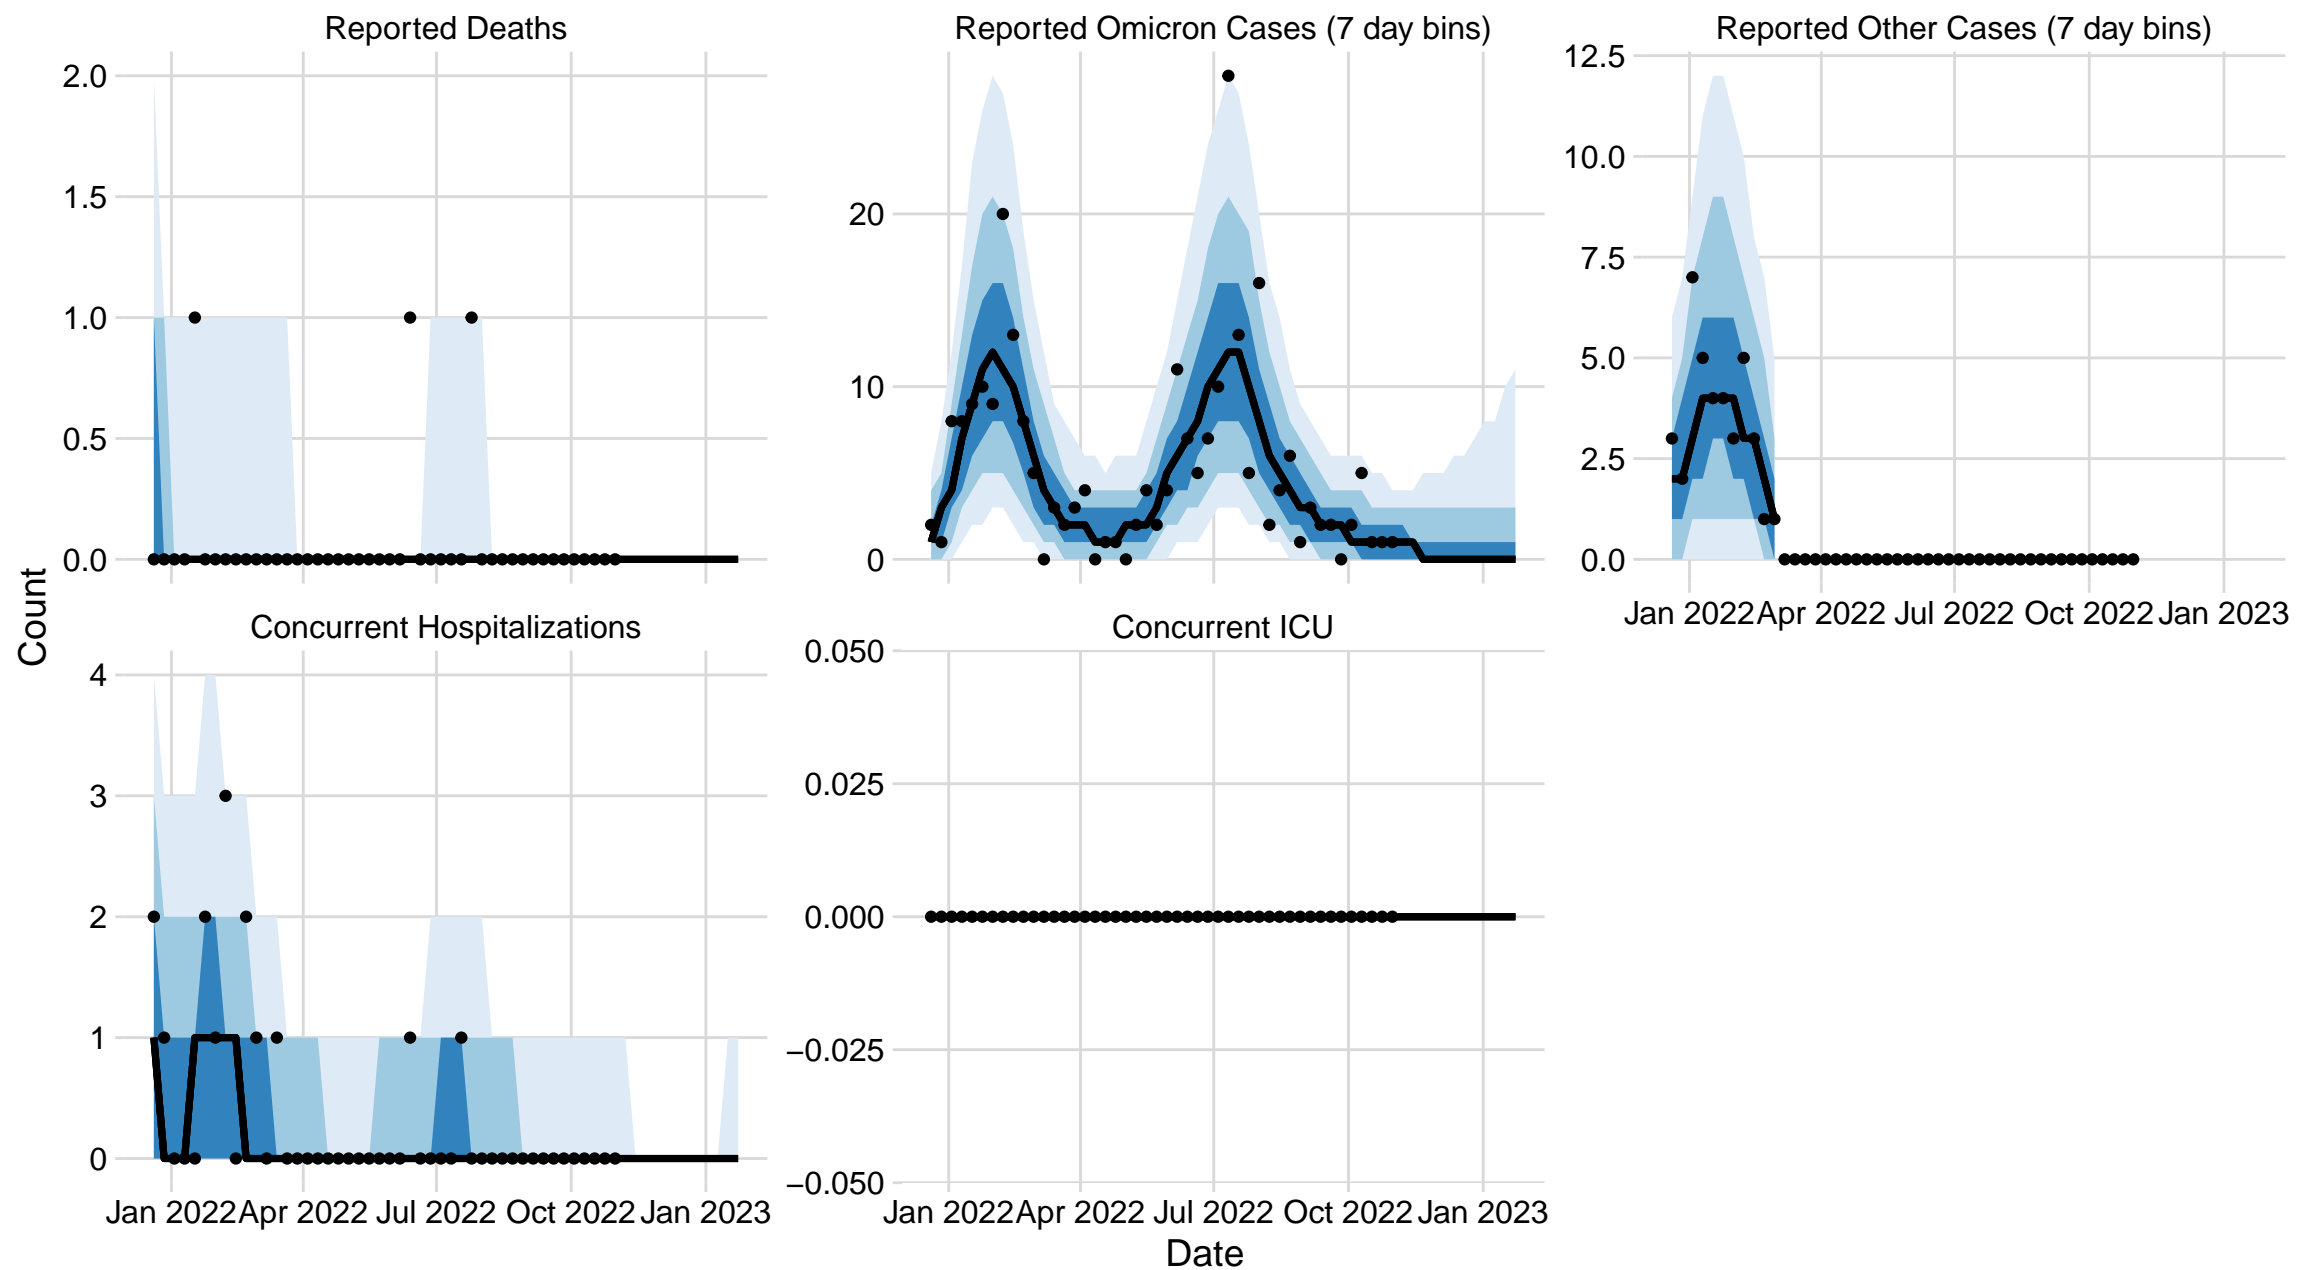 Reported Deaths
2.0
1.5
1.0
0.5
0.0
Reported Omicron Cases (7 day bins)
20
10
0
Reported Other Cases (7 day bins)
12.5
10.0
7.5
5.0
2.5
0.0
Jan 2022 Apr 2022 Jul 2022 Oct 2022 Jan 2023
Count
Concurrent Hospitalizations
4
3
2
1
0
Jan 2022 Apr 2022 Jul 2022 Oct 2022 Jan 2023
Concurrent ICU
0.050
0.025
0.000
−0.025
−0.050
Jan 2022 Apr 2022 Jul 2022 Oct 2022 Jan 2023
Date